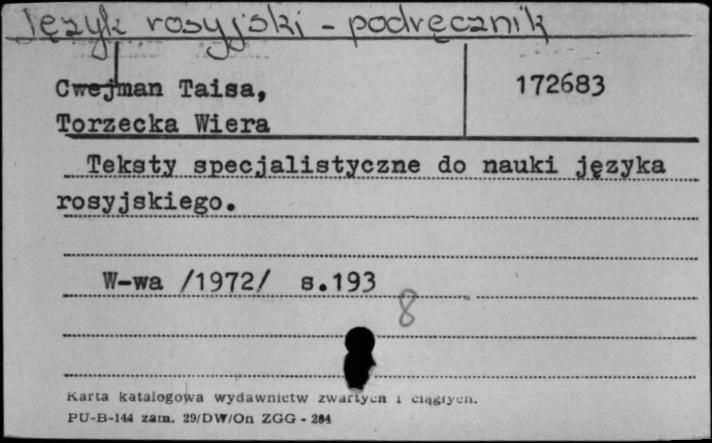 Język rosyjski - podręcznik
Cwejman Taisa,
172683
Torzecka Wiera
Teksty specjalistyczne do nauki języka
rosyjskiego.
W-wa /1972/ s.193
8
Karta katalogowa wydawnictw zwartych i ciągłych.
PU-B-144 zam. 29/DW/On ZGG - 284